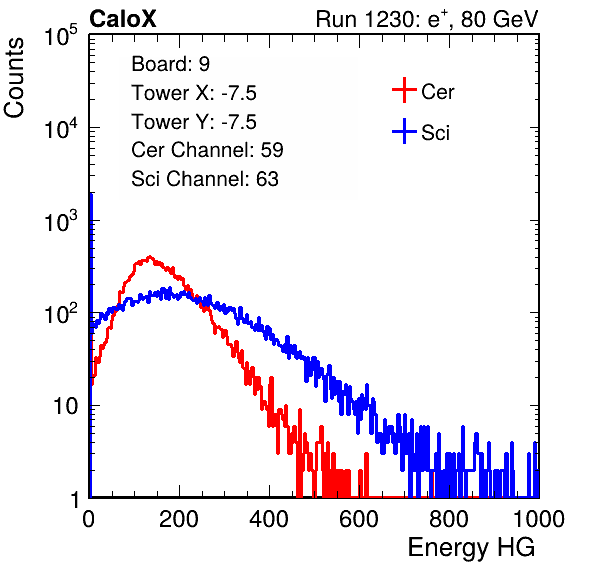 CaloX Run 1230: e⁺, 80 GeV
Counts
Board: 9
Tower X: -7.5
Tower Y: -7.5
Cer Channel: 59
Sci Channel: 63
Cer
Sci
10⁵
10⁴
10³
10²
10
1
0 200 400 600 800 1000
Energy HG